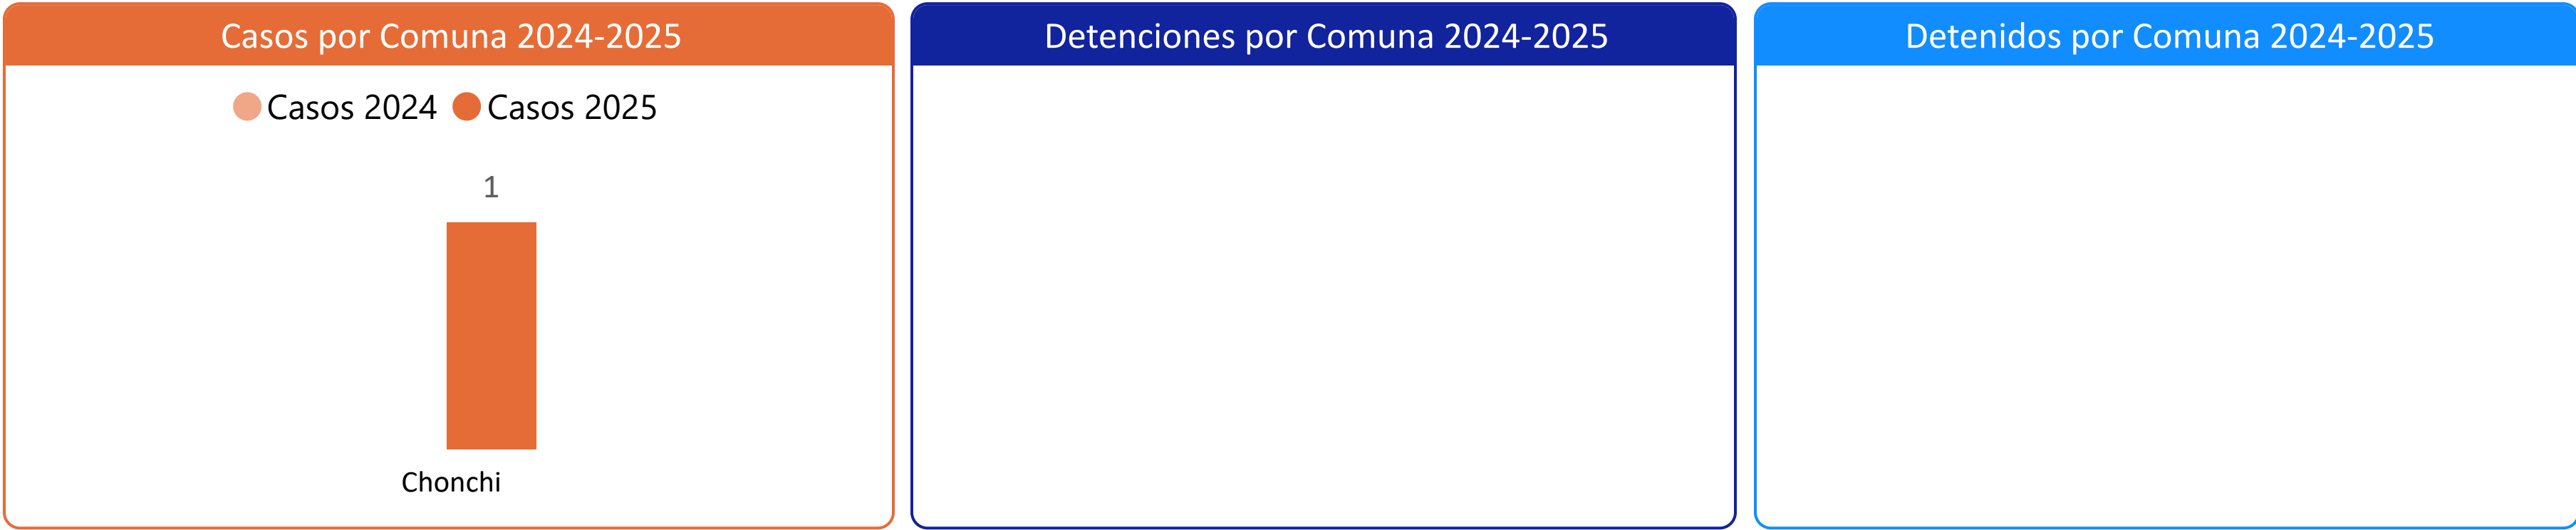 Casos por Comuna 2024-2025
Casos 2024 Casos 2025
1
Chonchi
Detenciones por Comuna 2024-2025
Detenidos por Comuna 2024-2025